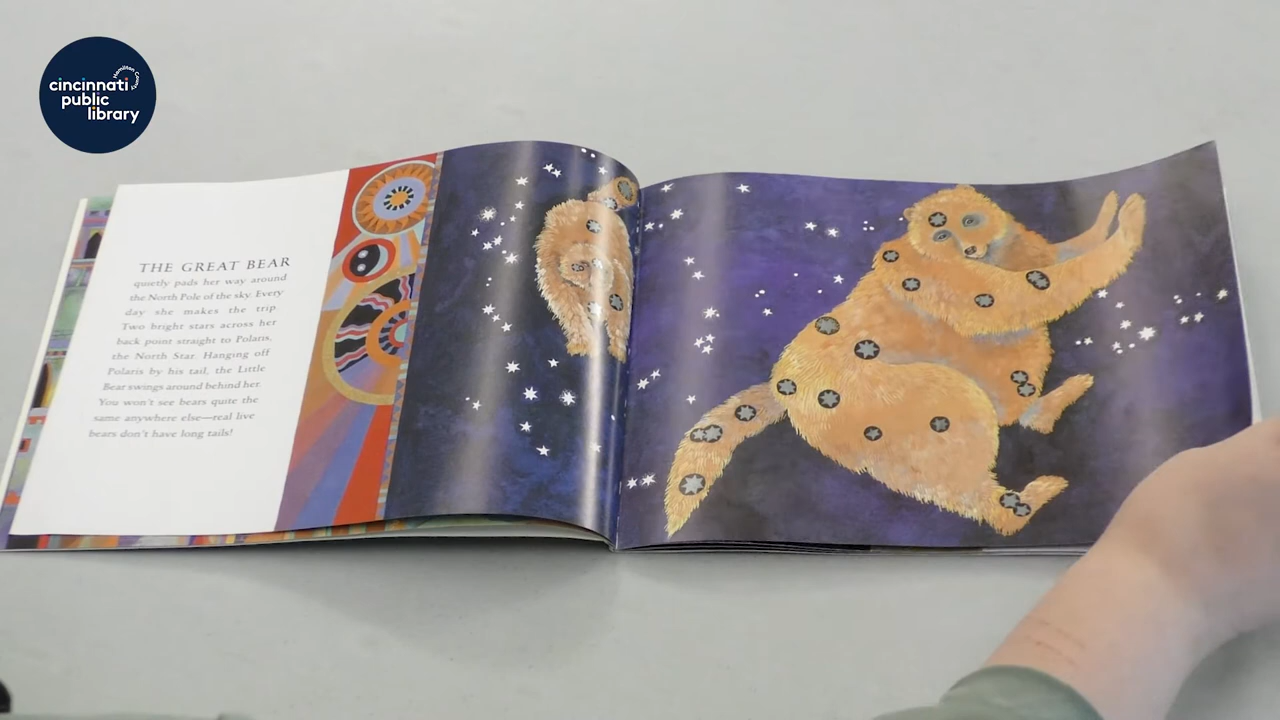 Hamilton County
cincinnati
public
library
THE GREAT BEAR
quietly pads her way around
the North Pole of the sky. Every
day she makes the trip.
Two bright stars across her
back point straight to Polaris,
the North Star. Hanging off
Polaris by his tail, the Little
Bear swings around behind her.
You won't see bears quite the
same anywhere else—real live
bears don't have long tails!